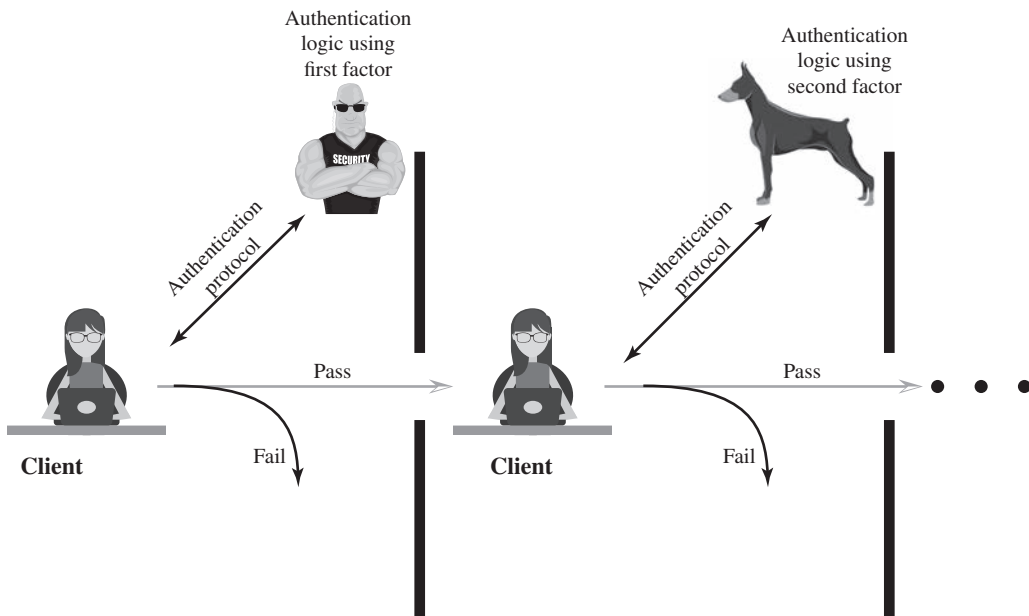 Authentication
logic using
first factor
SECURITY
Authentication
protocol
Pass
Fail
Client
Authentication
logic using
second factor
Authentication
protocol
Pass
Fail
Client